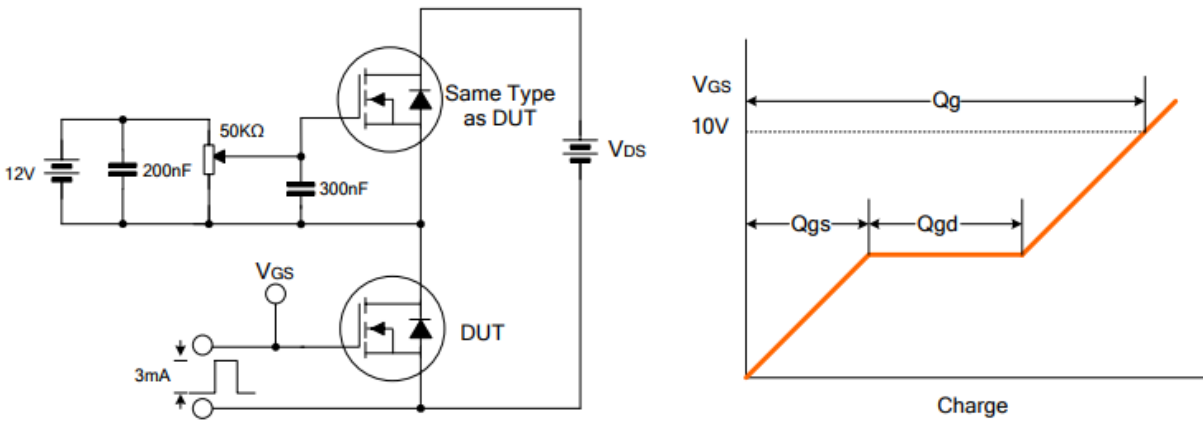 50KΩ
12V
200nF
300nF
Same Type
as DUT
VDS
VGS
3mA
DUT
VGS
10V
Qg
Qgs
Qgd
Charge